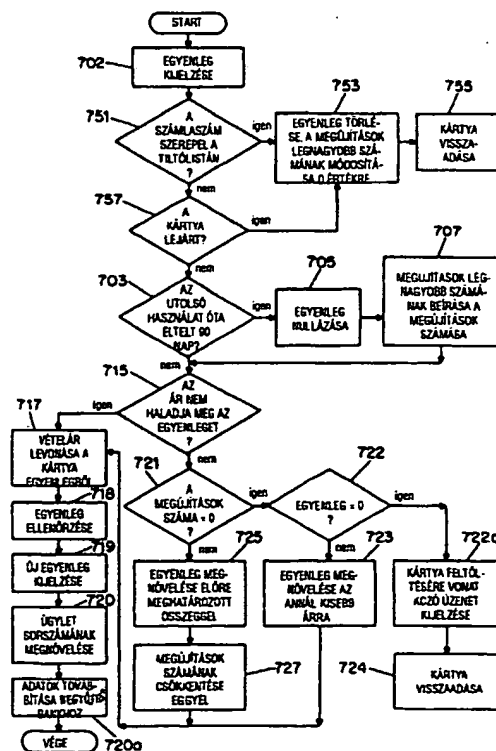 START
702
EGYENLEG
KIJELZÉSE
751
A
SZÁMLASZÁM
SZEREPEL A
TILTÓLISTÁN
?
igen
nem
753
EGYENLEG TÖRLÉ-
SE, A MEGÚJÍTÁSOK
LEGNAGYOBB SZÁ-
MÁNAK MÓDOSÍTÁ-
SA 0 ÉRTÉKRE
755
KÁRTYA
VISSZA-
ADÁSA
757
A
KÁRTYA
LEJÁRT?
igen
nem
703
AZ
UTOLSÓ
HASZNÁLAT ÓTA
ELTELT 90
NAP?
igen
nem
705
EGYENLEG
NULLÁZÁSA
707
MEGÚJÍTÁSOK LEG-
NAGYOBB SZÁMÁ-
NAK BEÍRÁSA A
MEGÚJÍTÁSOK
SZÁMÁBA
715
AZ
ÁR NEM
HALADJA MEG AZ
EGYENLEGET
?
igen
nem
717
VÉTELÁR
LEVONÁSA A
KÁRTYA
EGYENLEGBŐL
718
EGYENLEG
ELLENŐRZÉSE
719
ÚJ EGYENLEG
KIJELZÉSE
720
ÜGYLET
SORSZÁMÁNAK
MEGNÖVELÉSE
ADATOK TOVÁB-
BÍTÁSA
720a
VÉGE
721
A
MEGÚJÍTÁSOK
SZÁMA = 0
?
igen
nem
722
EGYENLEG = 0
?
igen
nem
725
EGYENLEG MEG-
NÖVELÉSE ELŐRE
MEGHATÁROZOTT
ÖSSZEGGEL
727
MEGÚJÍTÁSOK
SZÁMÁNAK
CSÖKKENTÉSE
EGGYEL
723
EGYENLEG MEG-
NÖVELÉSE AZ
ANNÁL KISEBB
ÁRRA
722a
KÁRTYA FELTÖL-
TÉSÉRE VONAT
KOZÓ ÜZENET
KIJELZÉSE
724
KÁRTYA
VISSZAADÁSA